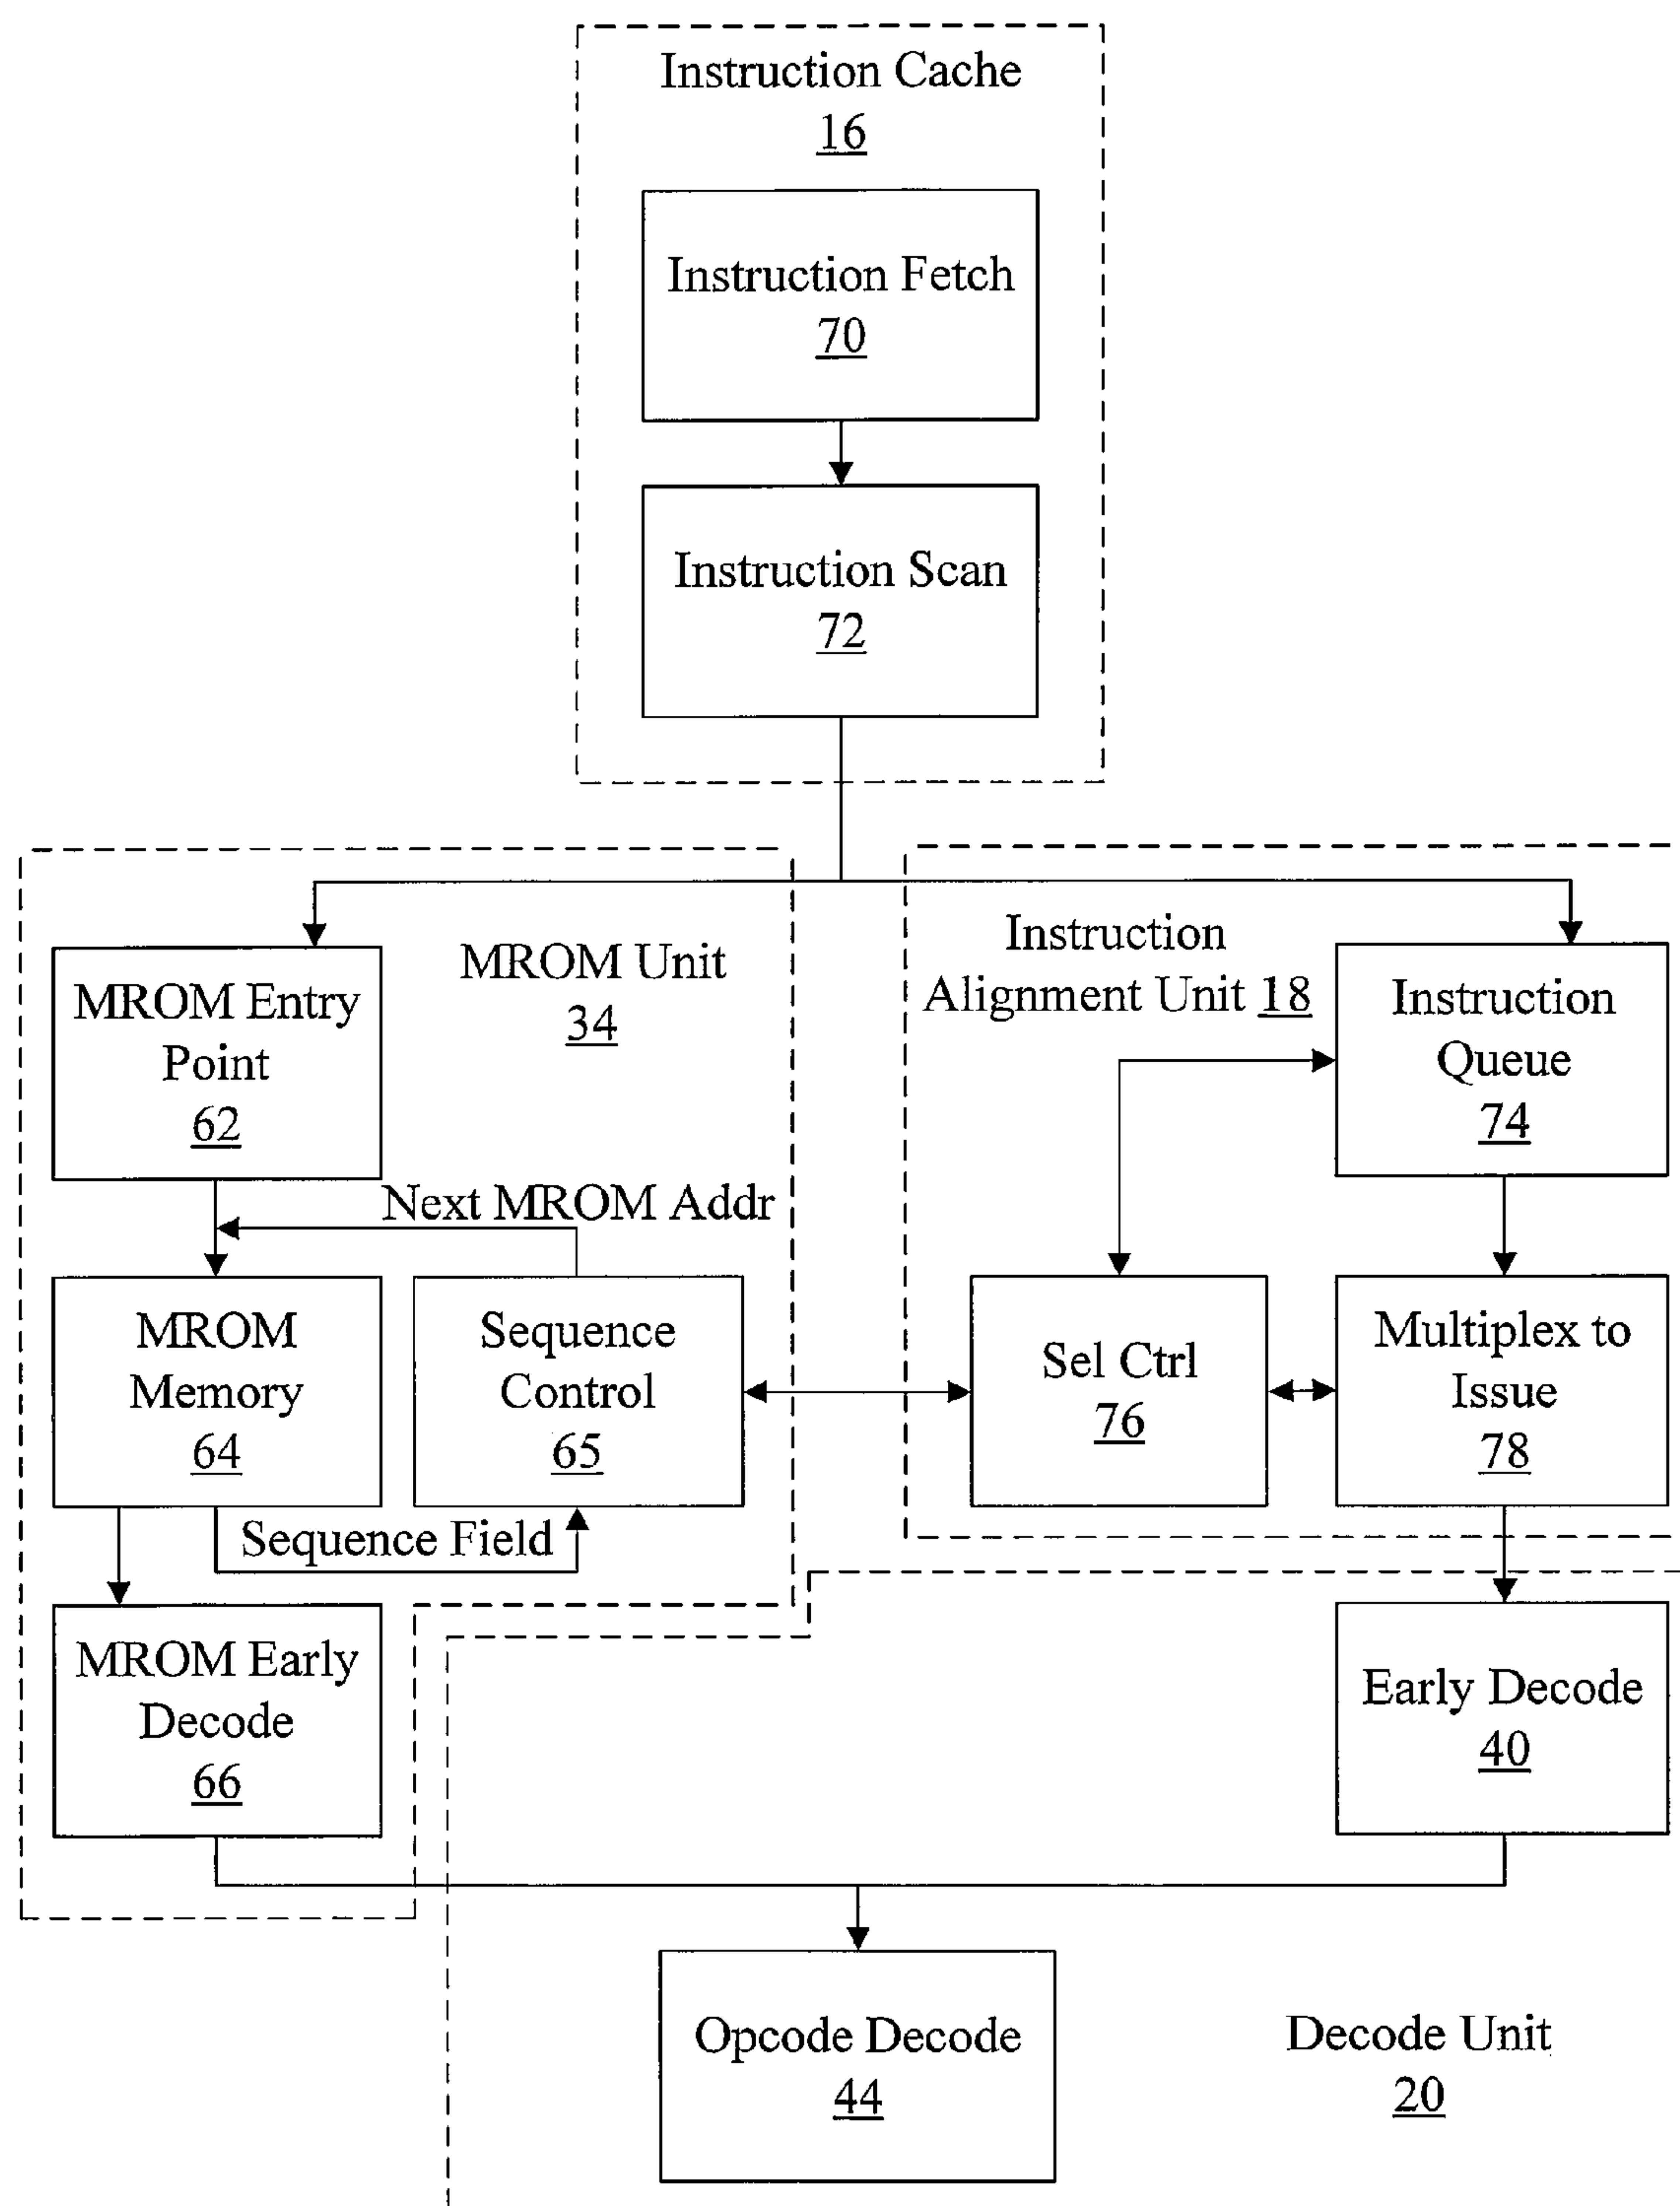 Instruction Cache
16
Instruction Fetch
70
Instruction Scan
72
MROM Unit
34
MROM Entry
Point
62
Next MROM Addr
MROM
Memory
64
Sequence
Control
65
Sequence Field
MROM Early
Decode
66
Instruction
Alignment Unit 18
Instruction
Queue
74
Sel Ctrl
76
Multiplex to
Issue
78
Early Decode
40
Opcode Decode
44
Decode Unit
20